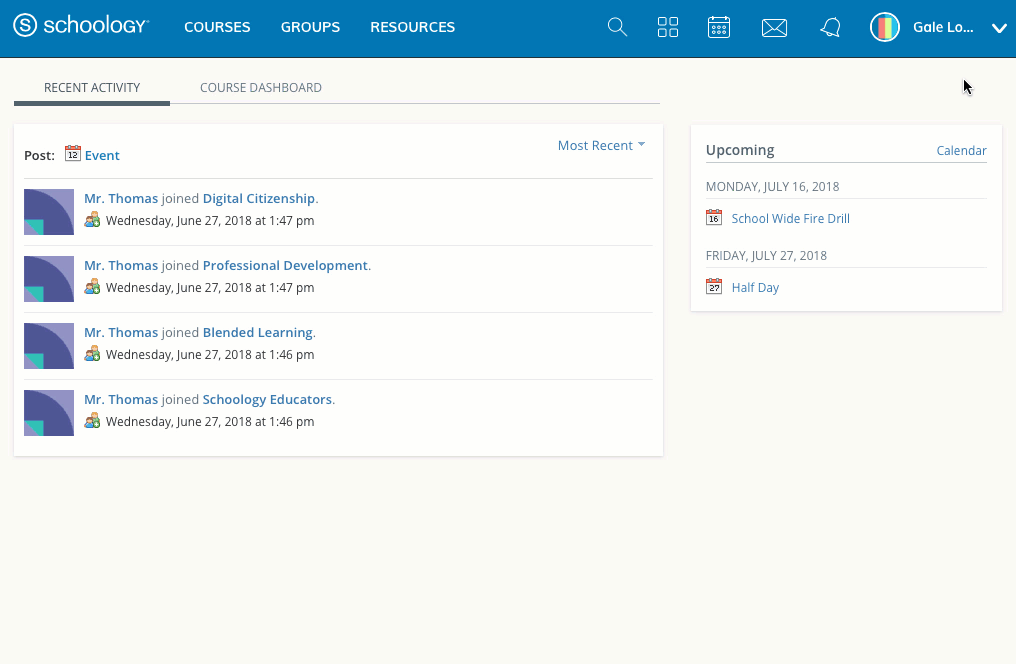 S schoology
COURSES GROUPS RESOURCES
Gale Lo...
RECENT ACTIVITY COURSE DASHBOARD
Post: 12 Event
Most Recent
Mr. Thomas joined Digital Citizenship.
Wednesday, June 27, 2018 at 1:47 pm
Mr. Thomas joined Professional Development.
Wednesday, June 27, 2018 at 1:47 pm
Mr. Thomas joined Blended Learning.
Wednesday, June 27, 2018 at 1:46 pm
Mr. Thomas joined Schoology Educators.
Wednesday, June 27, 2018 at 1:46 pm
Upcoming Calendar
MONDAY, JULY 16, 2018
16 School Wide Fire Drill
FRIDAY, JULY 27, 2018
27 Half Day